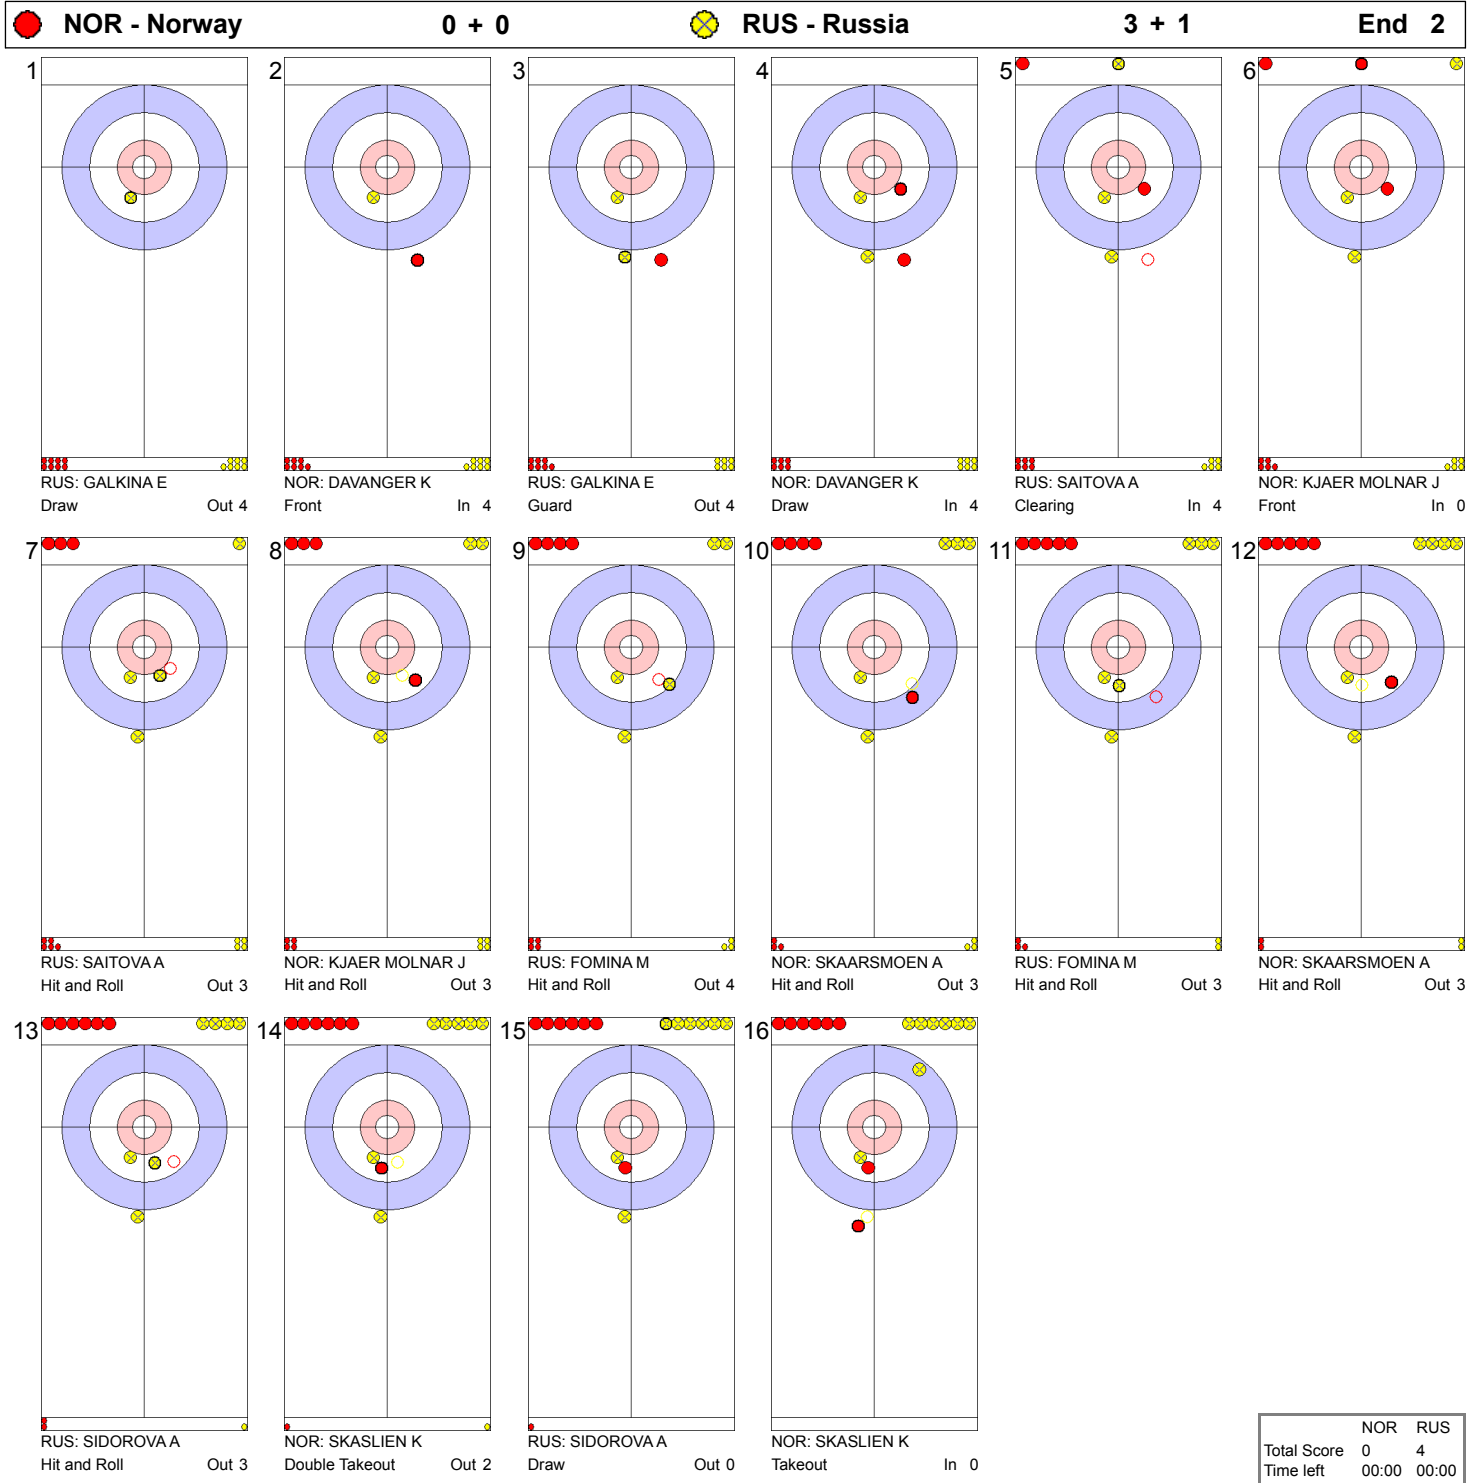 NOR - Norway 0 + 0 RUS - Russia 3 + 1 End 2
1 2 3 4 5 6
RUS: GALKINA E NOR: DAVANGER K RUS: GALKINA E NOR: DAVANGER K RUS: SAITOVA A NOR: KJAER MOLNAR J
Draw Out 4 Front In 4 Guard Out 4 Draw In 4 Clearing In 4 Front In 0
7 8 9 10 11 12
RUS: SAITOVA A NOR: KJAER MOLNAR J RUS: FOMINA M NOR: SKAARSMOEN A RUS: FOMINA M NOR: SKAARSMOEN A
Hit and Roll Out 3 Hit and Roll Out 3 Hit and Roll Out 4 Hit and Roll Out 3 Hit and Roll Out 3 Hit and Roll Out 3
13 14 15 16
RUS: SIDOROVA A NOR: SKASLIEN K RUS: SIDOROVA A NOR: SKASLIEN K
Hit and Roll Out 3 Double Takeout Out 2 Draw Out 0 Takeout In 0
NOR RUS
Total Score 0 4
Time left 00:00 00:00